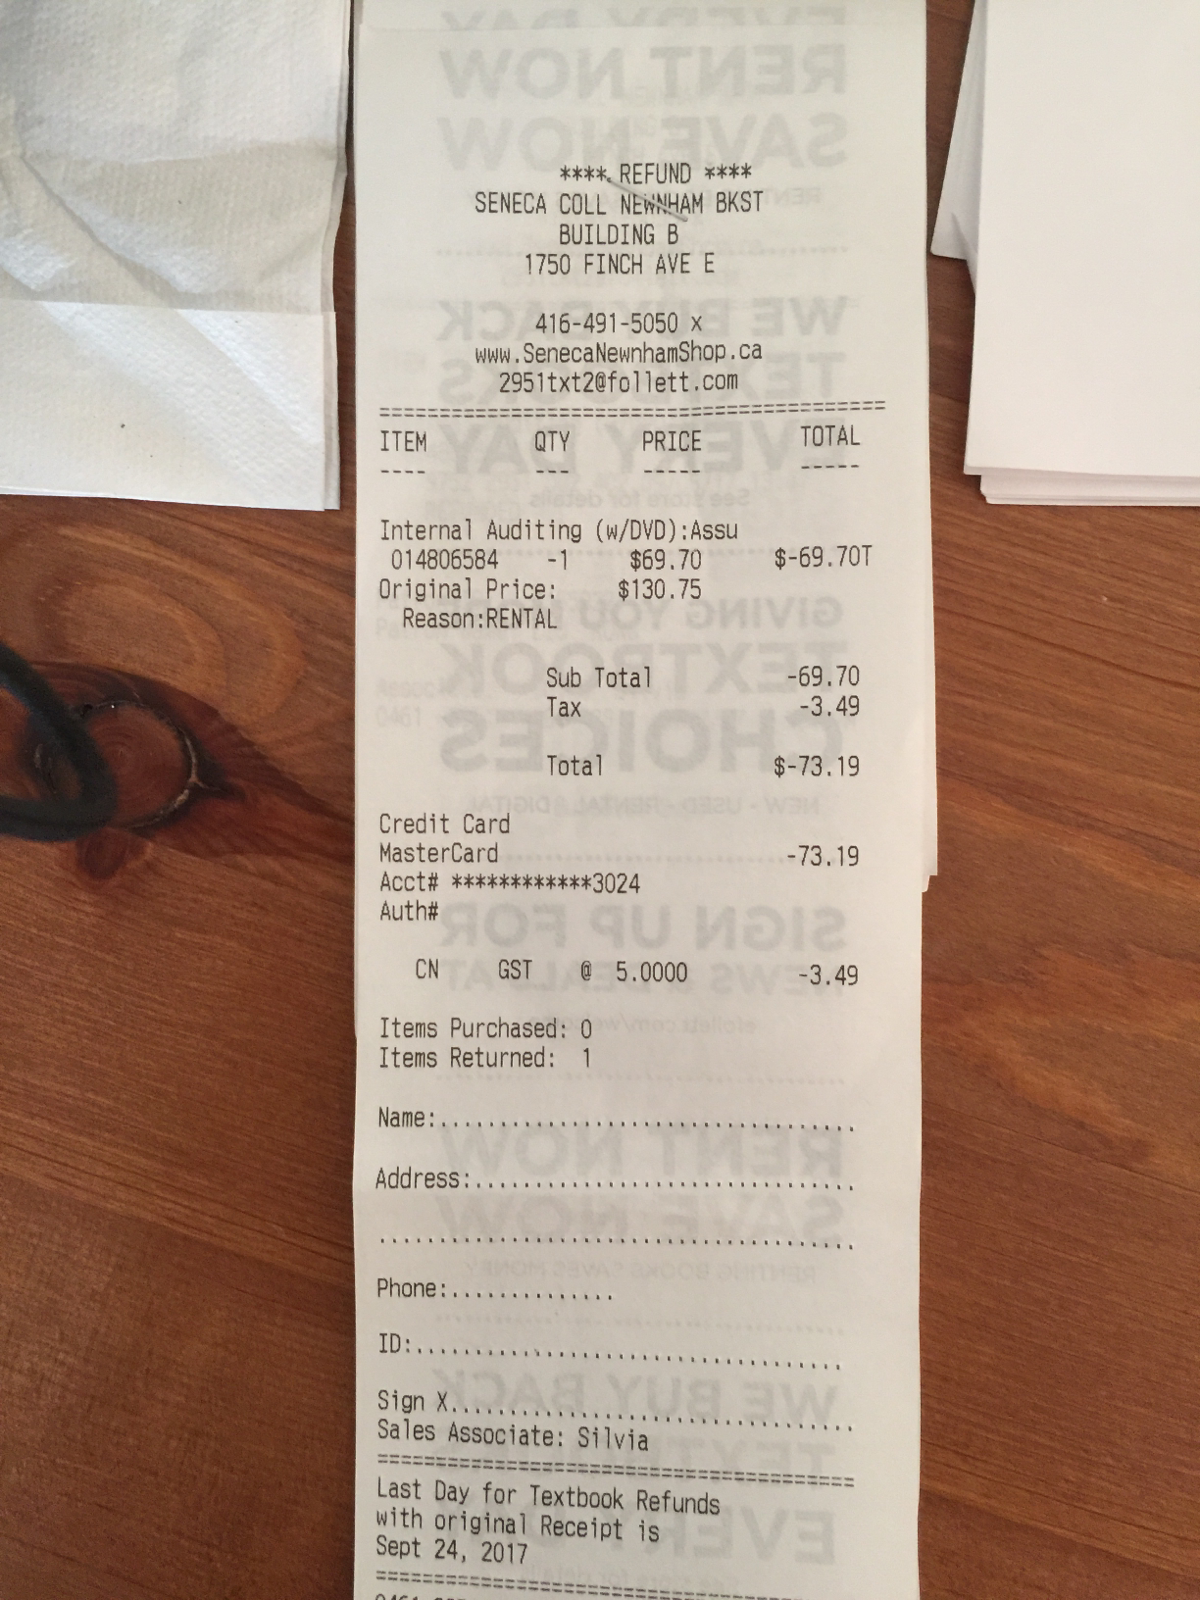 **** REFUND ****
SENECA COLL NEWNHAM BKST
BUILDING B
1750 FINCH AVE E
416-491-5050 x
www.SenecaNewnhamShop.ca
2951txt2@follett.com
==========================================
ITEM QTY PRICE TOTAL
---- --- ----- -----
Internal Auditing (w/DVD):Assu
014806584 -1 $69.70 $-69.70T
Original Price: $130.75
Reason:RENTAL
Sub Total -69.70
Tax -3.49
Total $-73.19
Credit Card
MasterCard -73.19
Acct# ************3024
Auth#
CN GST @ 5.0000 -3.49
Items Purchased: 0
Items Returned: 1
Name:...................................
Address:................................
........................................
Phone:..............
ID:....................................
Sign X..................................
Sales Associate: Silvia
========================================
Last Day for Textbook Refunds
with original Receipt is
Sept 24, 2017
========================================